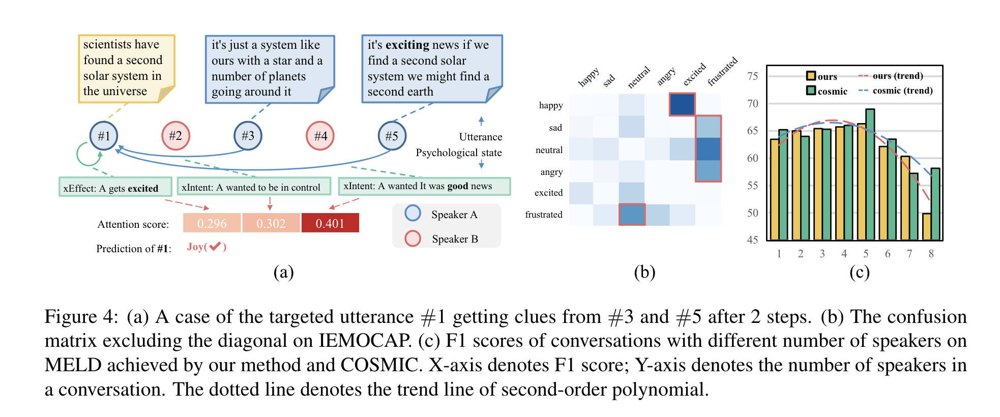 scientists have
found a second
solar system in
the universe
it's just a system like
ours with a star and a
number of planets
going around it
it's exciting news if we
find a second solar
system we might find a
second earth
#1
#2
#3
#4
#5
Utterance
Psychological state
xEffect: A gets excited
xIntent: A wanted to be in control
xIntent: A wanted It was good news
Attention score:
0.296
0.302
0.401
Prediction of #1:
Joy(✔)
Speaker A
Speaker B
(a)
happy
sad
neutral
angry
excited
frustrated
happy
sad
neutral
angry
excited
frustrated
(b)
75
70
65
60
55
50
45
ours
ours (trend)
cosmic
cosmic (trend)
1 2 3 4 5 6 7 8
(c)
Figure 4: (a) A case of the targeted utterance #1 getting clues from #3 and #5 after 2 steps. (b) The confusion
matrix excluding the diagonal on IEMOCAP. (c) F1 scores of conversations with different number of speakers on
MELD achieved by our method and COSMIC. X-axis denotes F1 score; Y-axis denotes the number of speakers in
a conversation. The dotted line denotes the trend line of second-order polynomial.